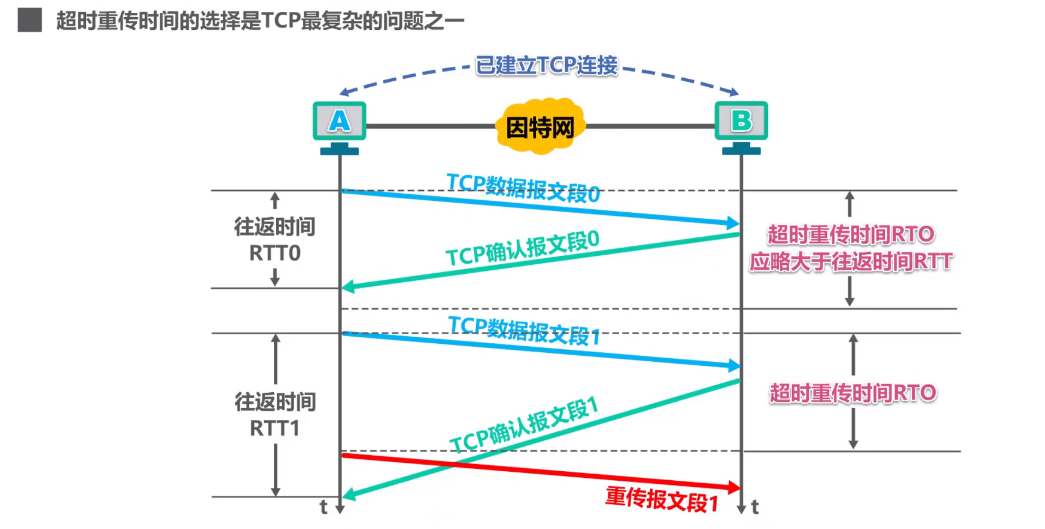 超时重传时间的选择是TCP最复杂的问题之一
已建立TCP连接
A
因特网
B
TCP数据报文段0
往返时间
RTT0
超时重传时间RTO
应略大于往返时间RTT
TCP确认报文段0
TCP数据报文段1
往返时间
RTT1
超时重传时间RTO
TCP确认报文段1
重传报文段1
t
t